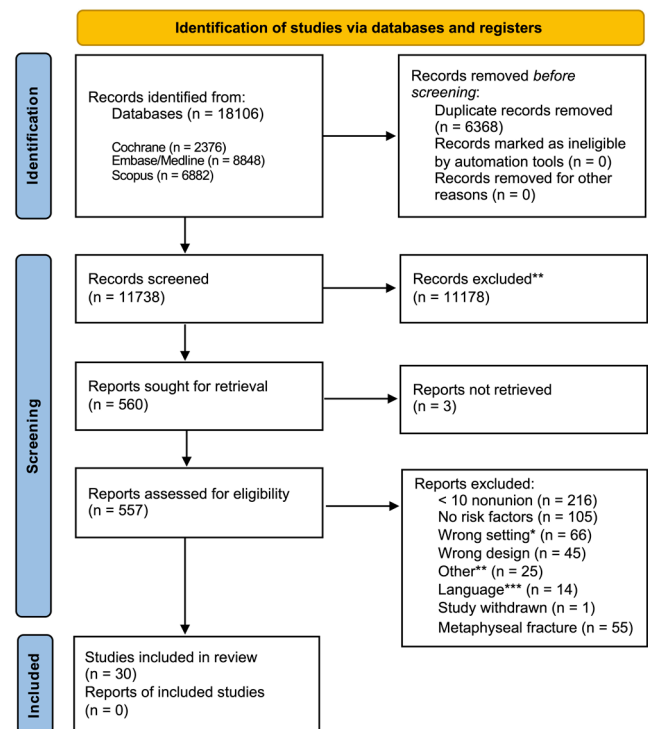 Identification of studies via databases and registers
Identification
Records identified from:
Databases (n = 18106)
Cochrane (n = 2376)
Embase/Medline (n = 8848)
Scopus (n = 6882)
Records removed before
screening:
Duplicate records removed
(n = 6368)
Records marked as ineligible
by automation tools (n = 0)
Records removed for other
reasons (n = 0)
Screening
Records screened
(n = 11738)
Records excluded**
(n = 11178)
Reports sought for retrieval
(n = 560)
Reports not retrieved
(n = 3)
Reports assessed for eligibility
(n = 557)
Reports excluded:
< 10 nonunion (n = 216)
No risk factors (n = 105)
Wrong setting* (n = 66)
Wrong design (n = 45)
Other** (n = 25)
Language*** (n = 14)
Study withdrawn (n = 1)
Metaphyseal fracture (n = 55)
Included
Studies included in review
(n = 30)
Reports of included studies
(n = 0)